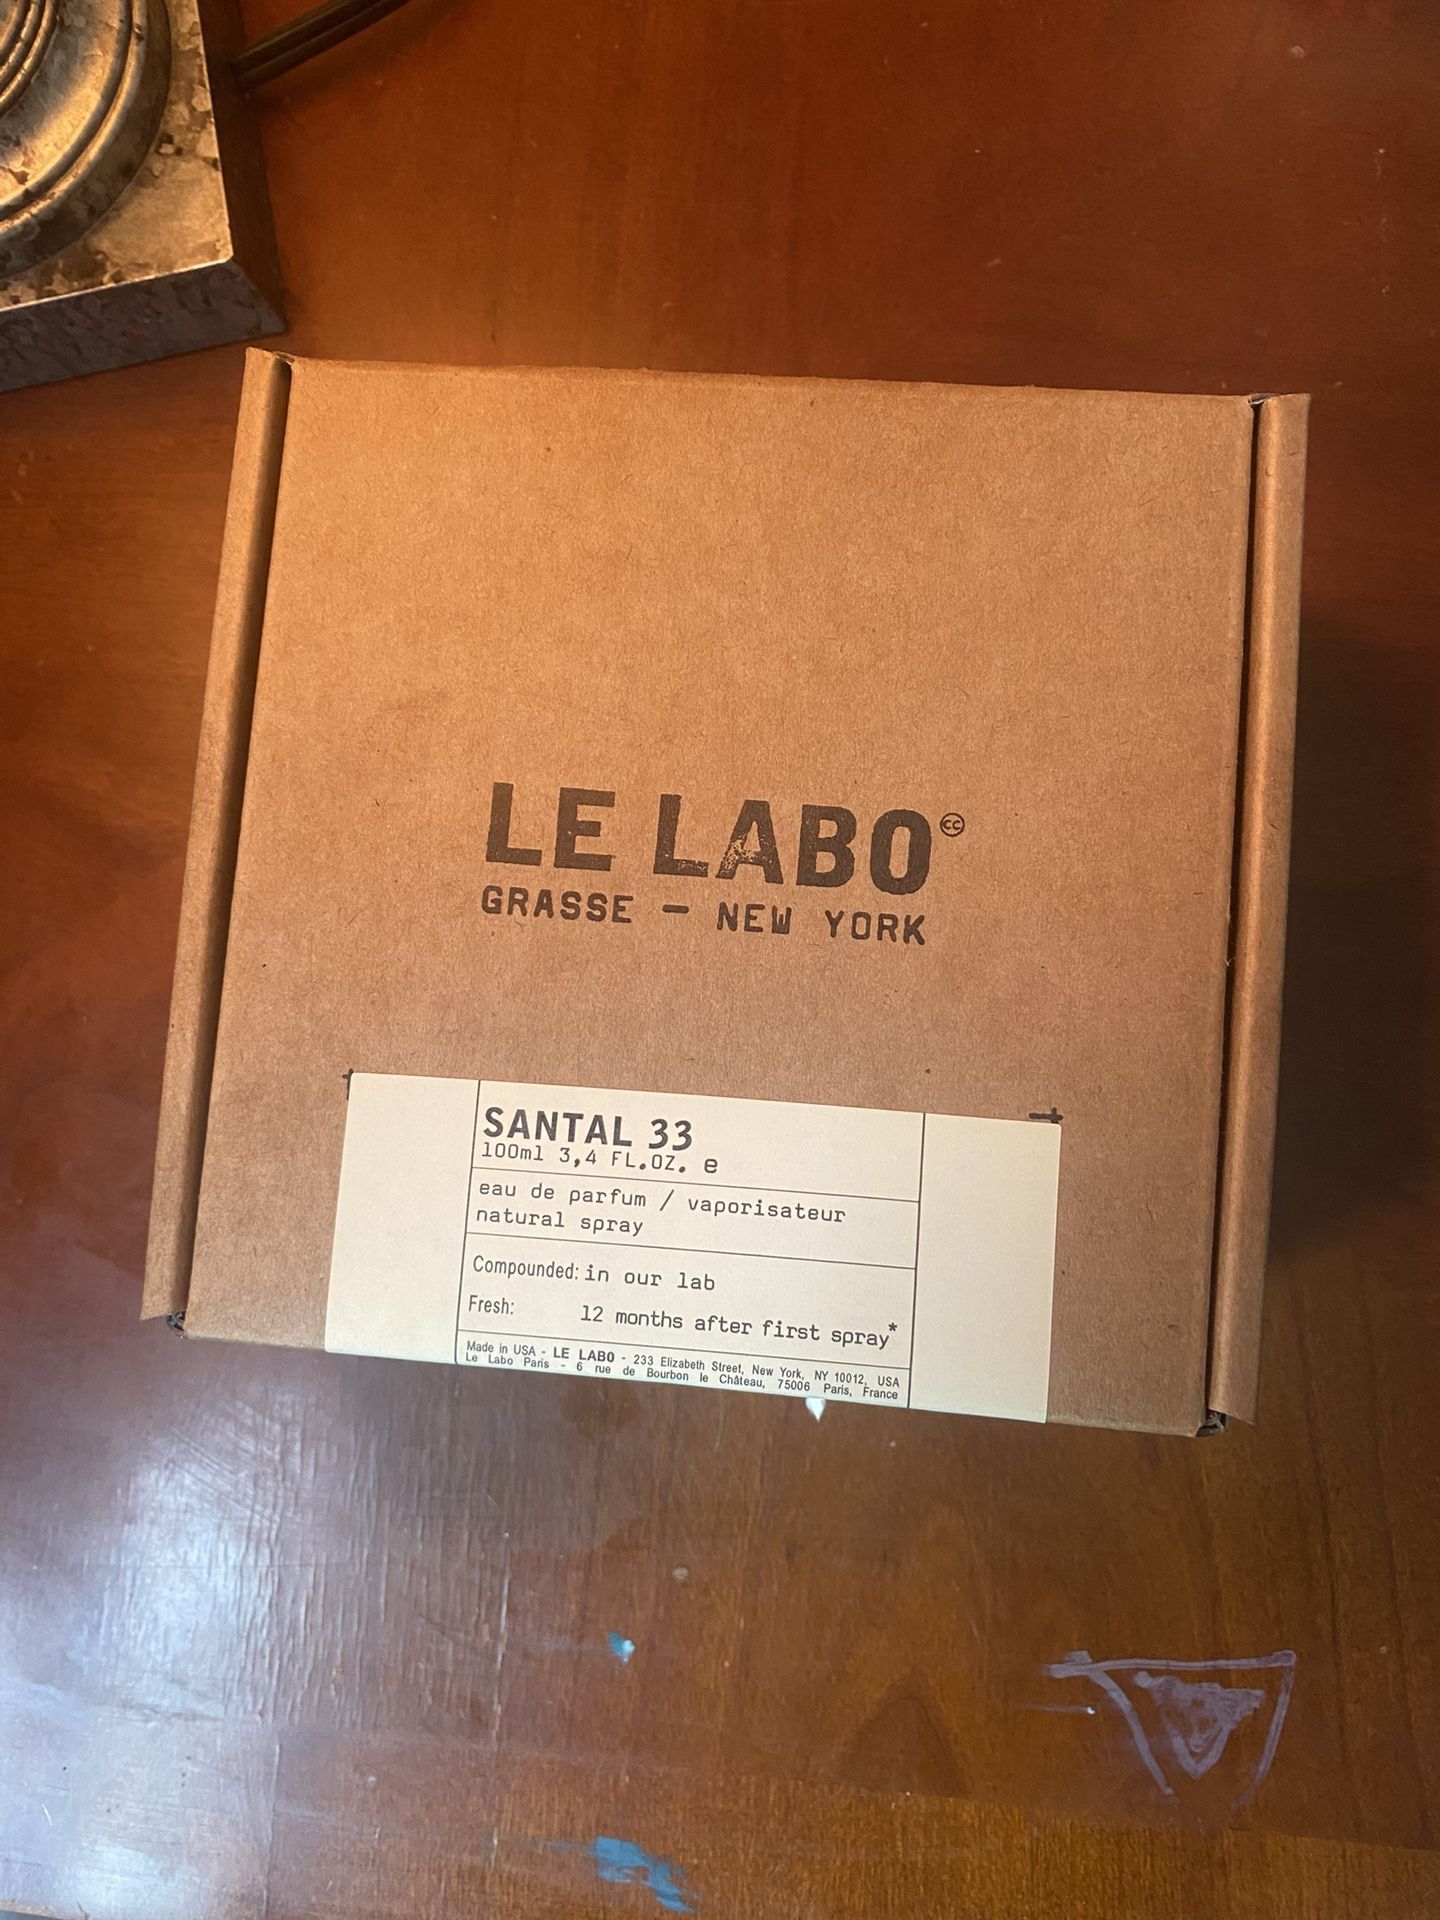 LE LABO
GRASSE – NEW YORK
SANTAL 33
100ml 3,4 FL.OZ. e
eau de parfum / vaporisateur
natural spray
Compounded: in our lab
Fresh: 12 months after first spray*
Made in USA - LE LABO - 233 Elizabeth Street, New York, NY 10012, USA
Le Labo Paris - 6 rue de Bourbon le Château, 75006 Paris, France